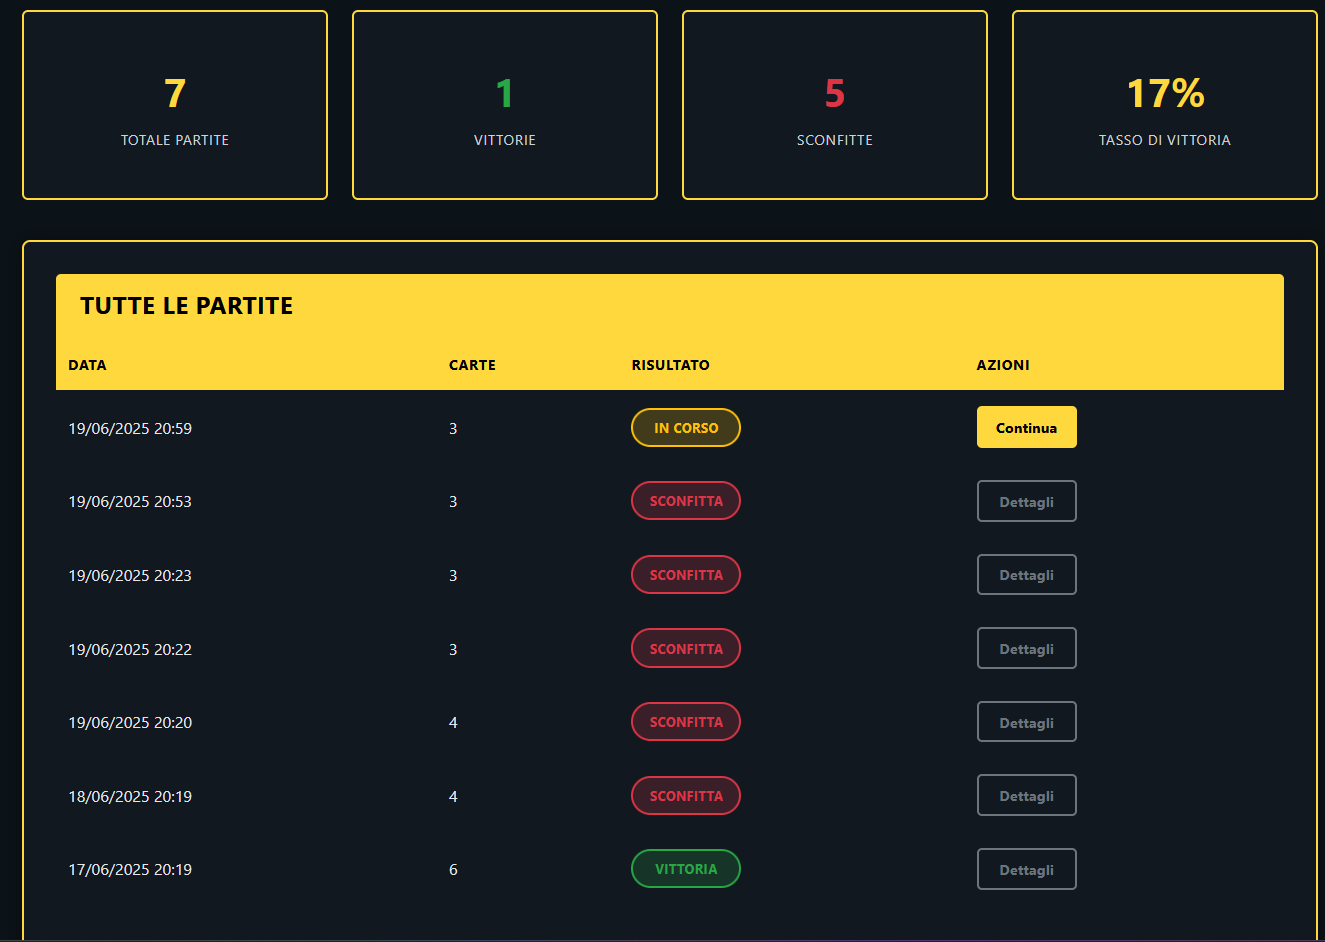 7 1 5 17%
TOTALE PARTITE VITTORIE SCONFITTE TASSO DI VITTORIA
TUTTE LE PARTITE
DATA CARTE RISULTATO AZIONI
19/06/2025 20:59 3 IN CORSO Continua
19/06/2025 20:53 3 SCONFITTA Dettagli
19/06/2025 20:23 3 SCONFITTA Dettagli
19/06/2025 20:22 3 SCONFITTA Dettagli
19/06/2025 20:20 4 SCONFITTA Dettagli
18/06/2025 20:19 4 SCONFITTA Dettagli
17/06/2025 20:19 6 VITTORIA Dettagli